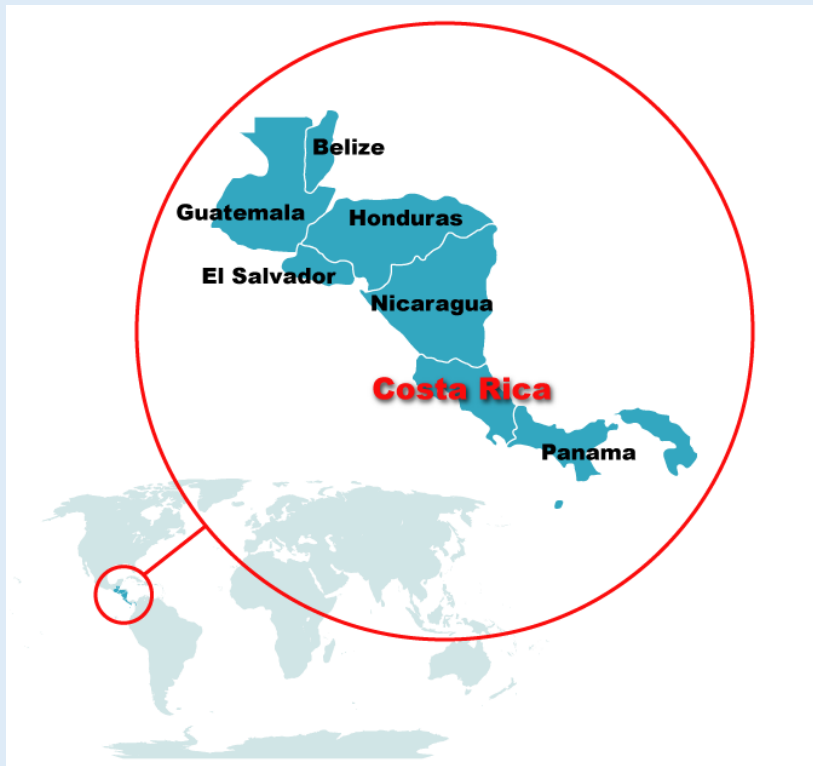 Belize
Guatemala
Honduras
El Salvador
Nicaragua
Costa Rica
Panama